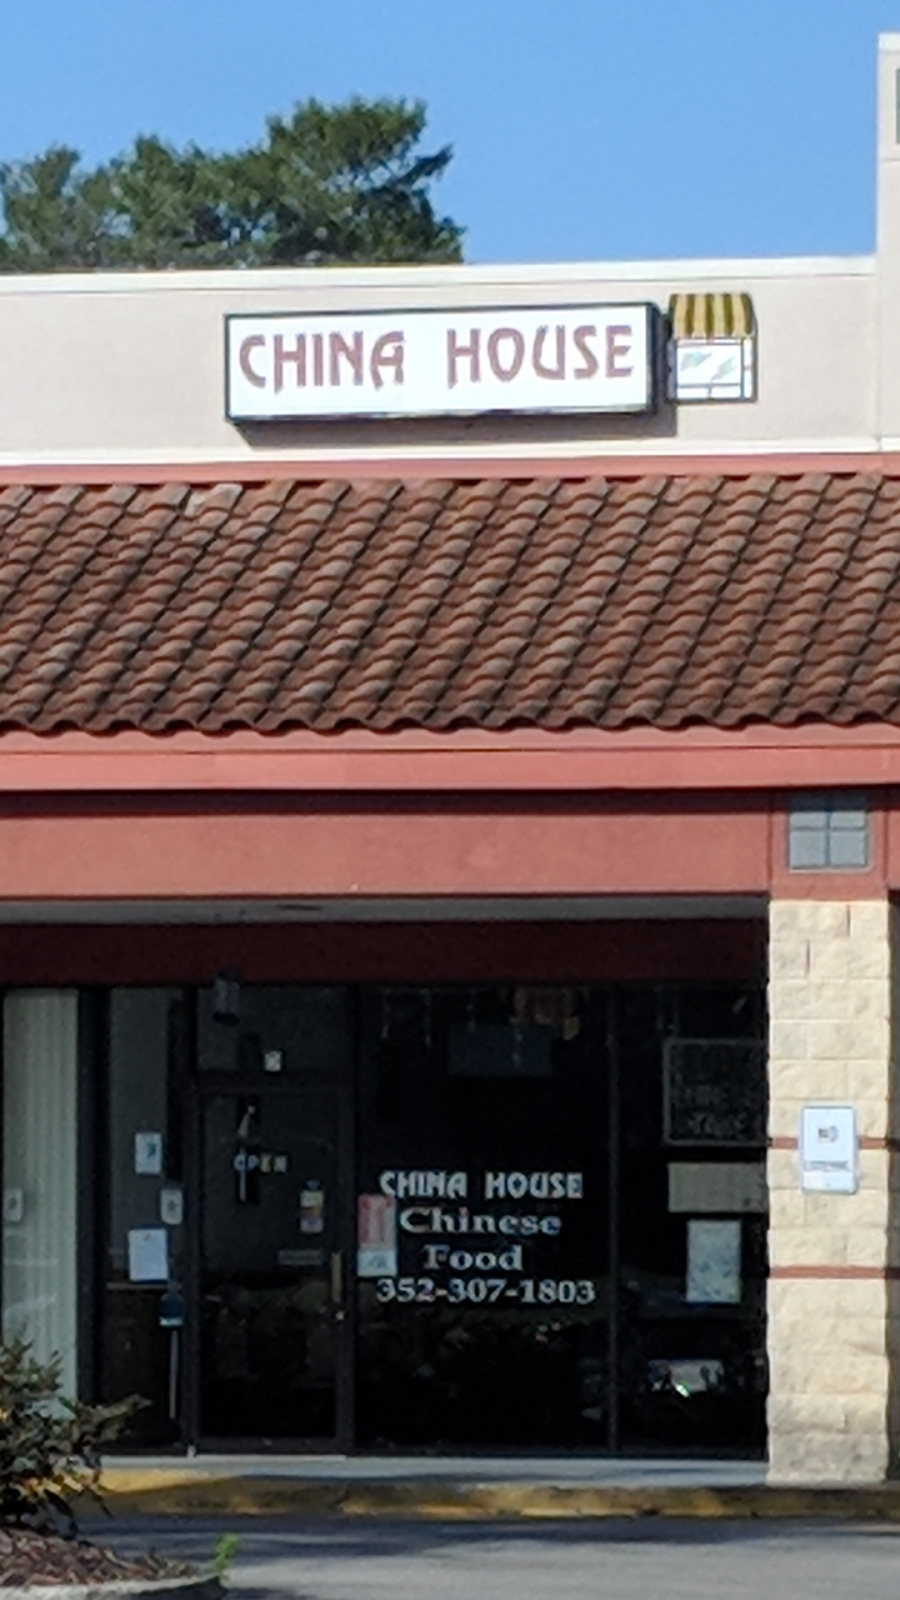 CHINA HOUSE
OPEN
CHINA HOUSE
Chinese
Food
352-307-1803